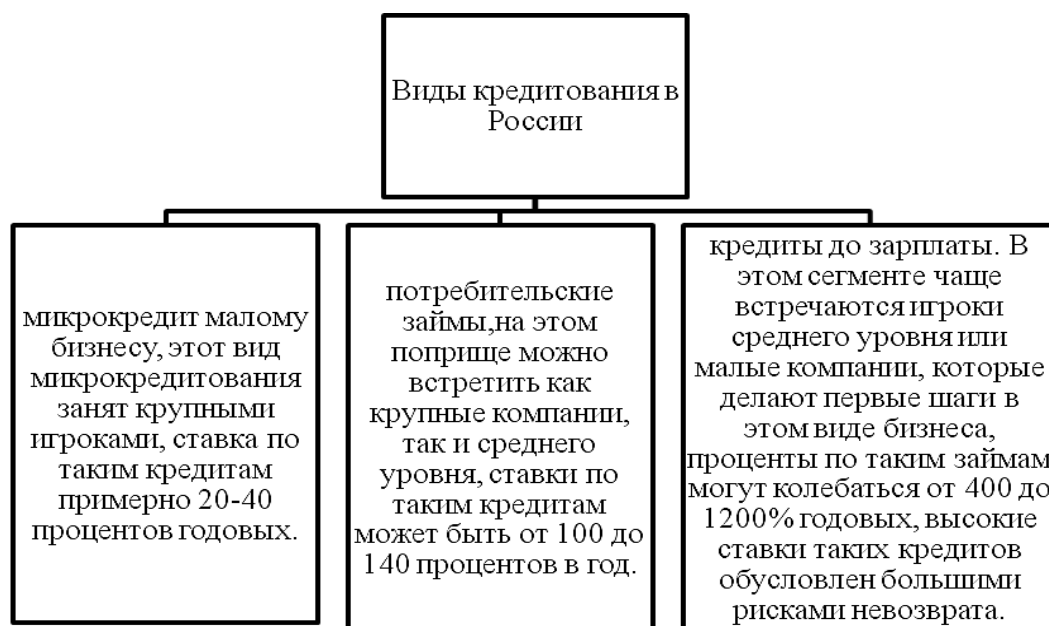 Виды кредитования в
России
микрокредит малому
бизнесу, этот вид
микрокредитования
занят крупными
игроками, ставка по
таким кредитам
примерно 20-40
процентов годовых.
потребительские
займы,на этом
поприще можно
встретить как
крупные компании,
так и среднего
уровня, ставки по
таким кредитам
может быть от 100 до
140 процентов в год.
кредиты до зарплаты. В
этом сегменте чаще
встречаются игроки
среднего уровня или
малые компании, которые
делают первые шаги в
этом виде бизнеса,
проценты по таким займам
могут колебаться от 400 до
1200% годовых, высокие
ставки таких кредитов
обусловлен большими
рисками невозврата.